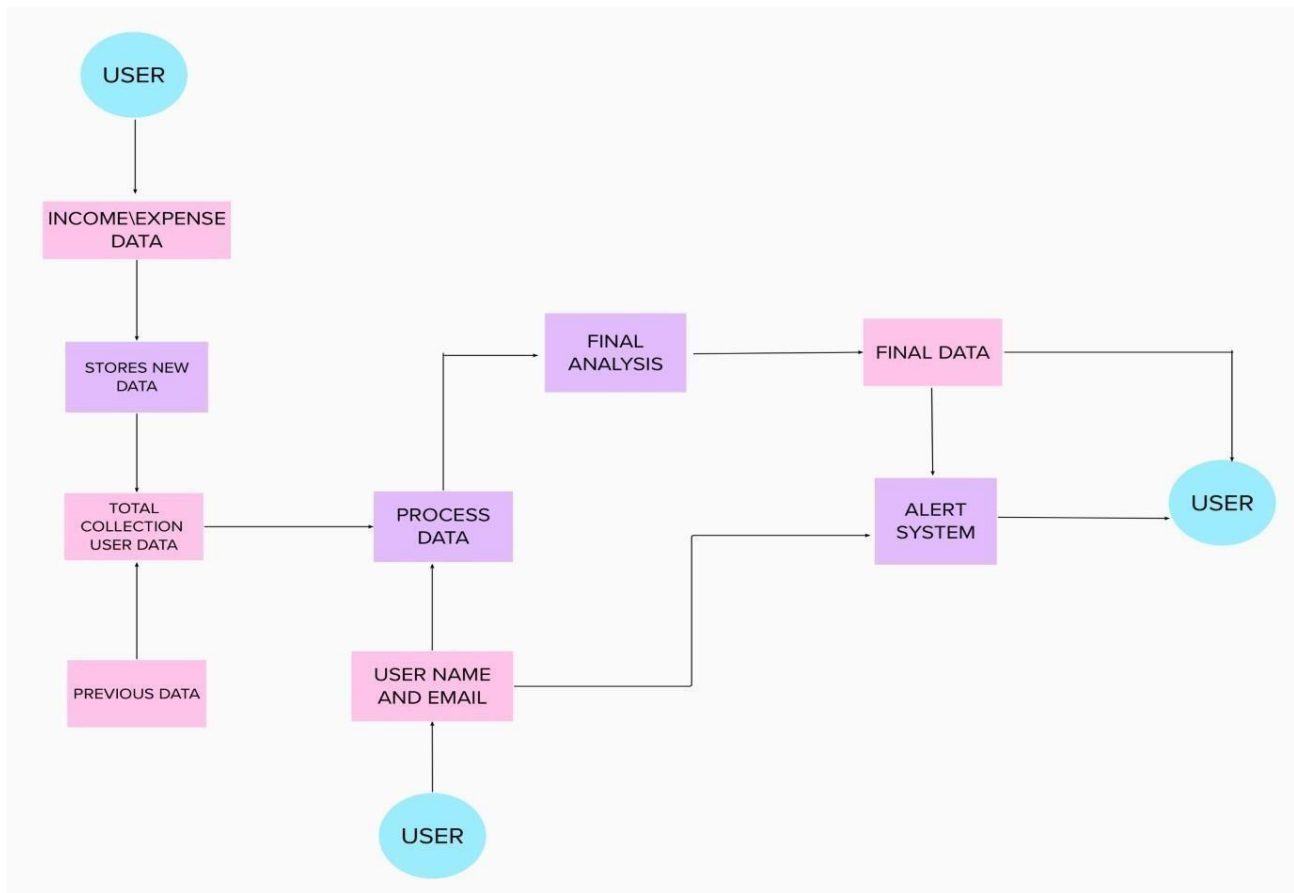 USER
INCOME\EXPENSE
DATA
STORES NEW
DATA
TOTAL
COLLECTION
USER DATA
PREVIOUS DATA
PROCESS
DATA
USER NAME
AND EMAIL
USER
FINAL
ANALYSIS
FINAL DATA
ALERT
SYSTEM
USER